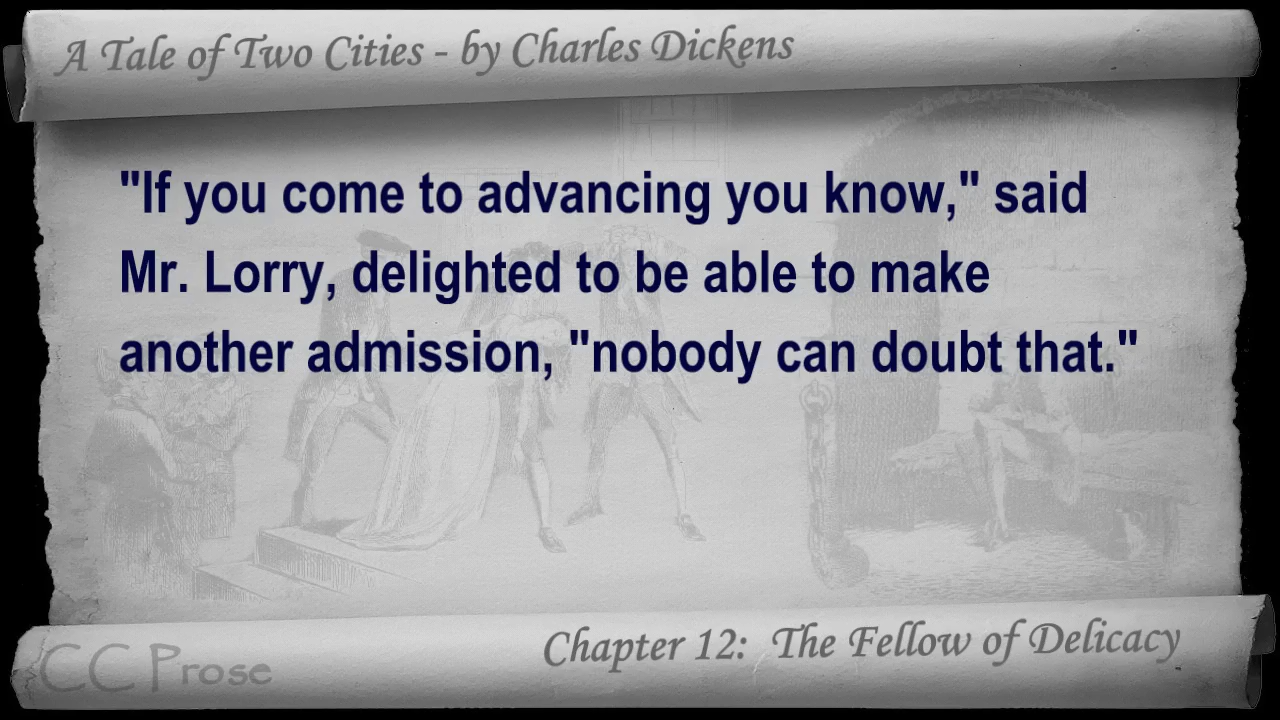 A Tale of Two Cities - by Charles Dickens
"If you come to advancing you know," said
Mr. Lorry, delighted to be able to make
another admission, "nobody can doubt that."
Chapter 12: The Fellow of Delicacy
CC Prose